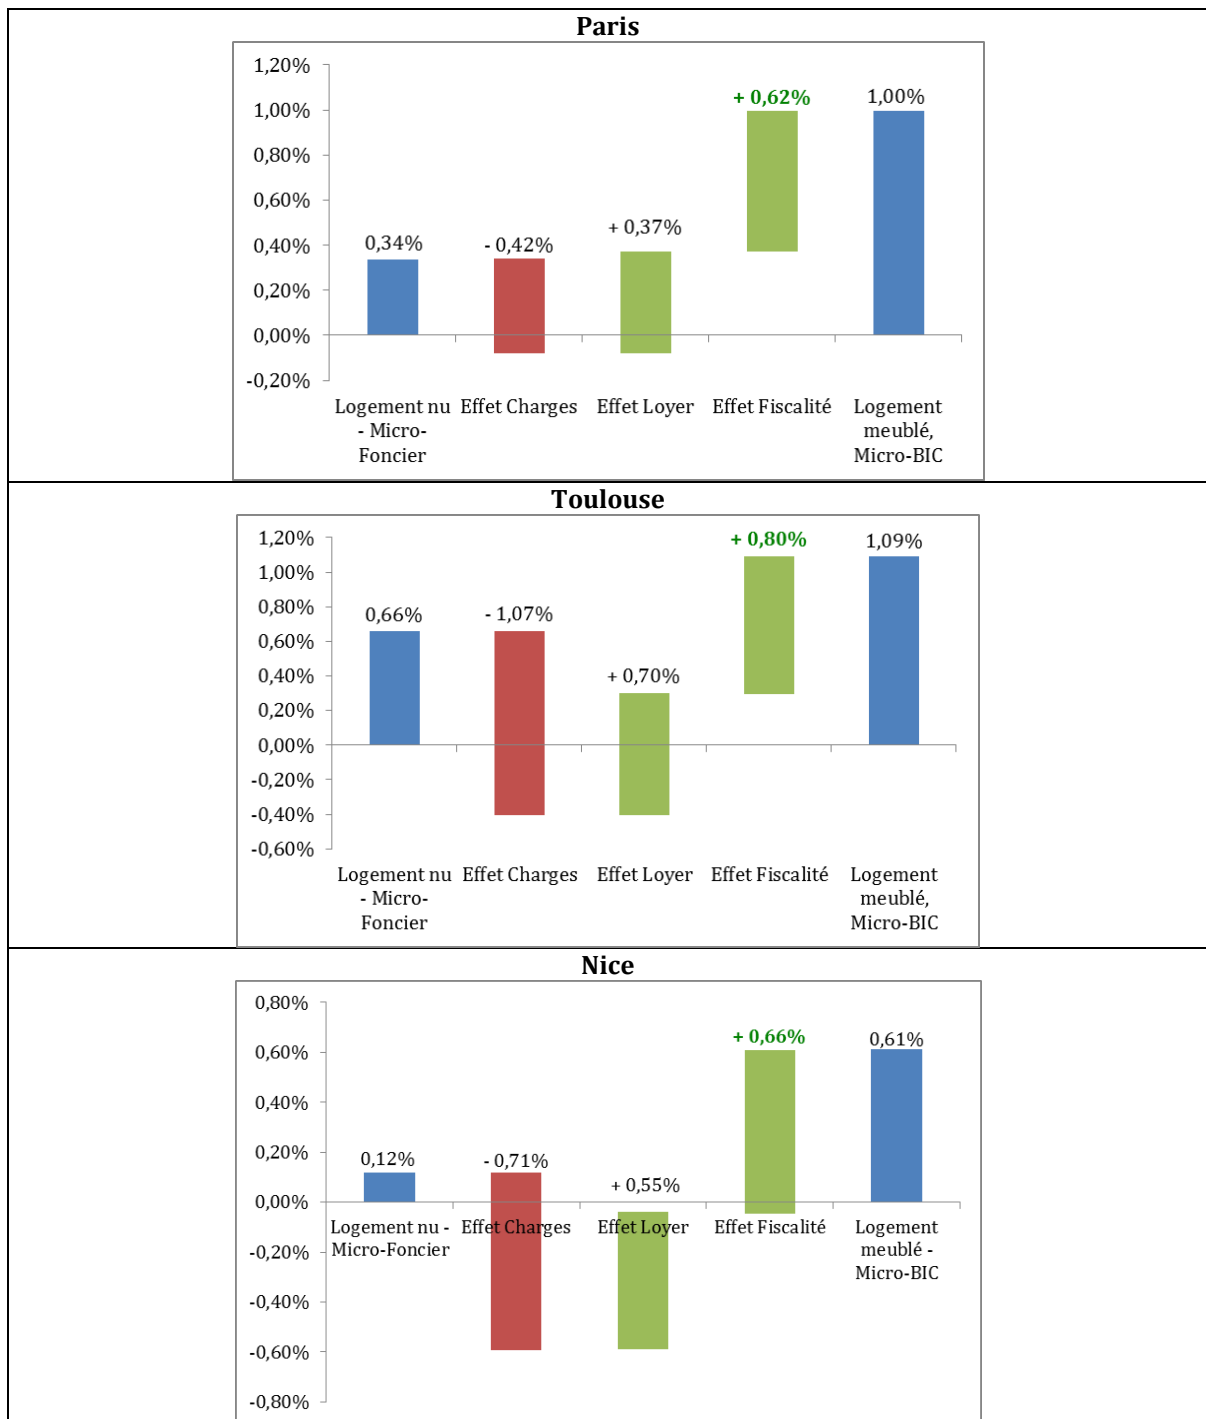 Paris
1,20%
1,00%
0,80%
0,60%
0,40%
0,20%
0,00%
-0,20%
0,34%
- 0,42%
+ 0,37%
+ 0,62%
1,00%
Logement nu
- Micro-
Foncier
Effet Charges
Effet Loyer
Effet Fiscalité
Logement
meublé,
Micro-BIC
Toulouse
1,20%
1,00%
0,80%
0,60%
0,40%
0,20%
0,00%
-0,20%
-0,40%
-0,60%
0,66%
- 1,07%
+ 0,70%
+ 0,80%
1,09%
Logement nu
- Micro-
Foncier
Effet Charges
Effet Loyer
Effet Fiscalité
Logement
meublé,
Micro-BIC
Nice
0,80%
0,60%
0,40%
0,20%
0,00%
-0,20%
-0,40%
-0,60%
-0,80%
0,12%
- 0,71%
+ 0,55%
+ 0,66%
0,61%
Logement nu -
Micro-Foncier
Effet Charges
Effet Loyer
Effet Fiscalité
Logement
meublé -
Micro-BIC